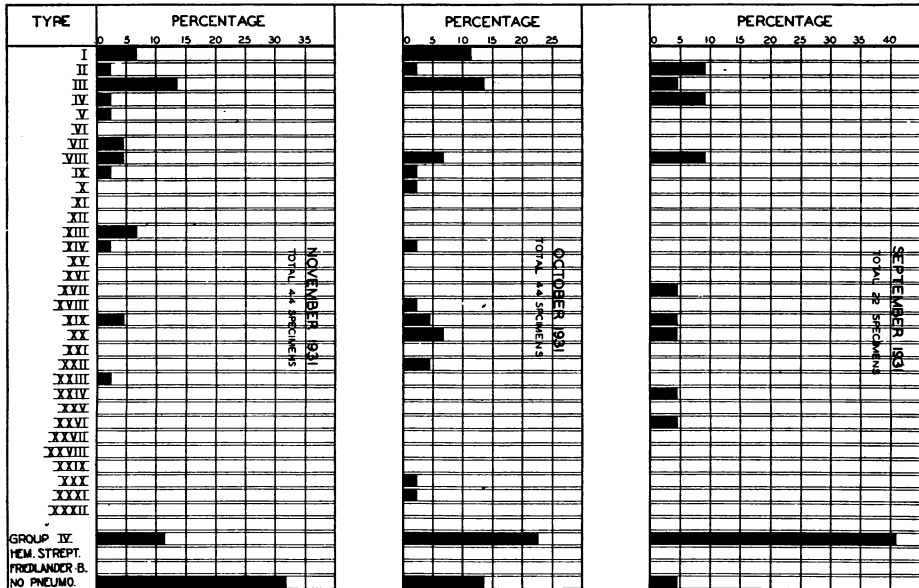 TYPE PERCENTAGE PERCENTAGE PERCENTAGE
0 5 10 15 20 25 30 35 0 5 10 15 20 25 0 5 10 15 20 25 30 35 40
I
II
III
IV
V
VI
VII
VIII
IX
X
XI
XII
XIII
XIV
XV
XVI
XVII
XVIII
XIX
XX
XXI
XXII
XXIII
XXIV
XXV
XXVI
XXVII
XXVIII
XXIX
XXX
XXXI
XXXII
GROUP IV.
HEM. STREPT.
FRIEDLANDER-B.
NO PNEUMO.
NOVEMBER 1931
TOTAL 44 SPECIMENS
OCTOBER 1931
TOTAL 44 SPECIMENS
SEPTEMBER 1931
TOTAL 22 SPECIMENS